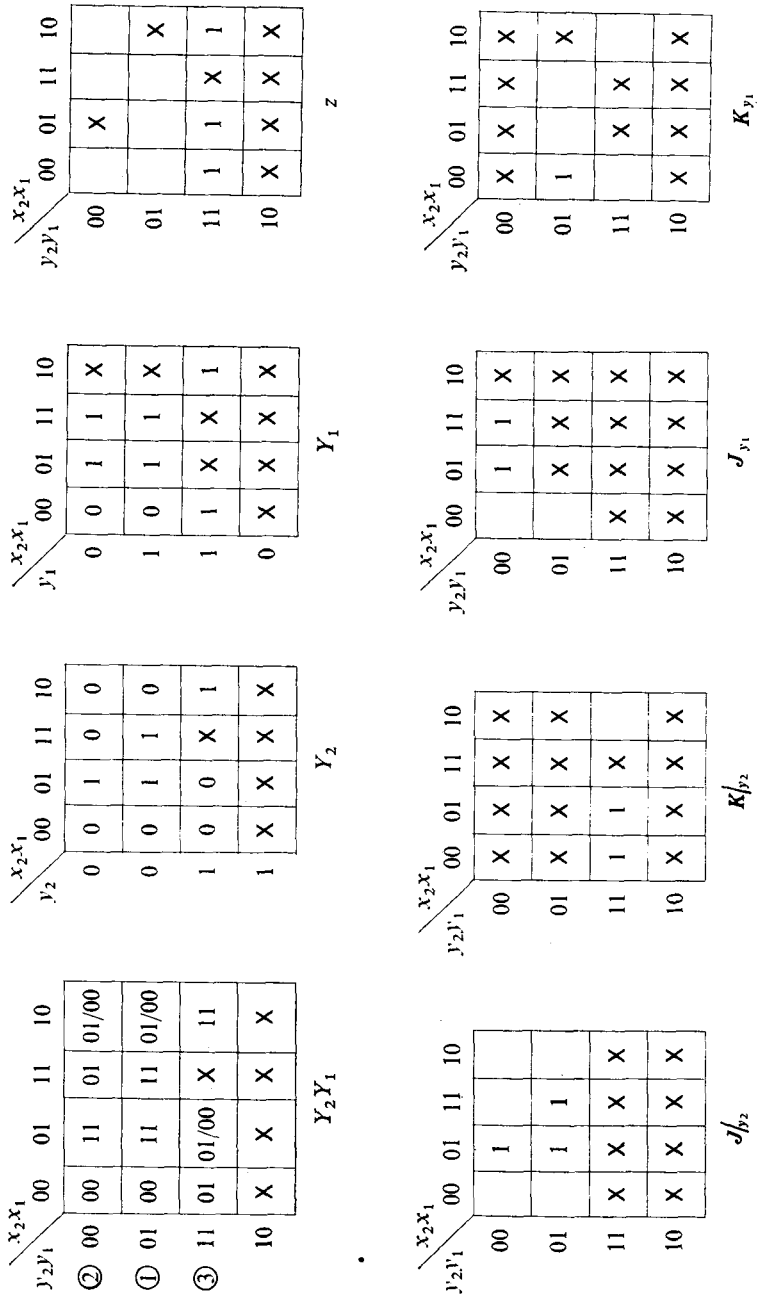 x₂x₁
y₂y₁ 00 01 11 10
② 00 00 11 01 01/00
① 01 00 11 11 01/00
③ 11 01 01/00 X 11
10 X X X X
Y₂Y₁
x₂x₁
y₂ 00 01 11 10
0 0 1 0 0
0 0 1 1 0
1 0 0 X 1
1 X X X X
Y₂
x₂x₁
y₁ 00 01 11 10
0 0 1 1 X
1 0 1 1 X
1 1 X X 1
0 X X X X
Y₁
x₂x₁
y₂y₁ 00 01 11 10
00 X
01 X
11 1 1 X 1
10 X X X X
z
x₂x₁
y₂y₁ 00 01 11 10
00 1
01 1 1
11 X X X X
10 X X X X
J/y₂
x₂x₁
y₂y₁ 00 01 11 10
00 X X X X
01 X X X X
11 1 1 X
10 X X X X
K/y₂
x₂x₁
y₂y₁ 00 01 11 10
00 1 1 X
01 X X X
11 X X X X
10 X X X X
J y₁
x₂x₁
y₂y₁ 00 01 11 10
00 X X X X
01 1 X
11 X X
10 X X X X
K y₁